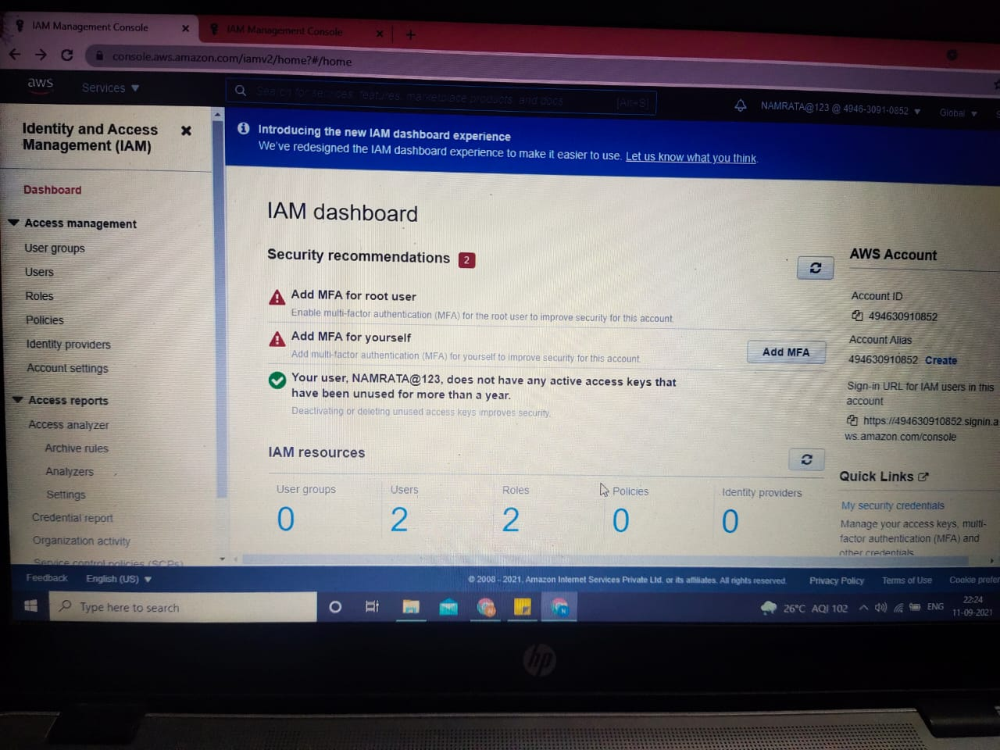 IAM Management Console
IAM Management Console
console.aws.amazon.com/iamv2/home?#/home
aws
Services
Search for services, features, marketplace products, and docs
[Alt+S]
NAMRATA@123 @ 4946-3091-0852
Global
Identity and Access
Management (IAM)
Dashboard
Access management
User groups
Users
Roles
Policies
Identity providers
Account settings
Access reports
Access analyzer
Archive rules
Analyzers
Settings
Credential report
Organization activity
Service control policies (SCPs)
Introducing the new IAM dashboard experience
We've redesigned the IAM dashboard experience to make it easier to use. Let us know what you think.
IAM dashboard
Security recommendations 2
Add MFA for root user
Enable multi-factor authentication (MFA) for the root user to improve security for this account.
Add MFA for yourself
Add multi-factor authentication (MFA) for yourself to improve security for this account.
Add MFA
Your user, NAMRATA@123, does not have any active access keys that
have been unused for more than a year.
Deactivating or deleting unused access keys improves security.
IAM resources
User groups
0
Users
2
Roles
2
Policies
0
Identity providers
0
AWS Account
Account ID
494630910852
Account Alias
494630910852 Create
Sign-in URL for IAM users in this
account
https://494630910852.signin.a
ws.amazon.com/console
Quick Links
My security credentials
Manage your access keys, multi-
factor authentication (MFA) and
other credentials
Feedback
English (US)
© 2008 - 2021, Amazon Internet Services Private Ltd. or its affiliates. All rights reserved.
Privacy Policy
Terms of Use
Cookie prefer
Type here to search
26°C AQI 102
ENG
22:24
11-09-2021
hp